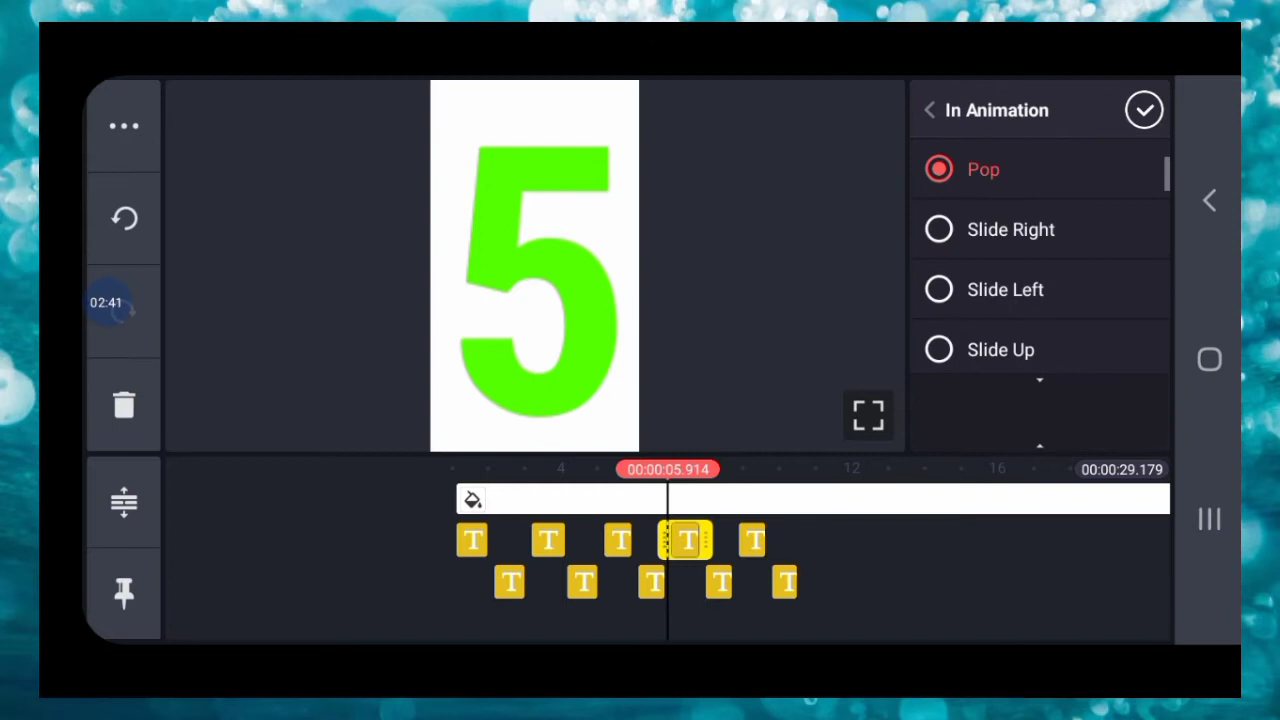 In Animation
Pop
Slide Right
02:41
5
Slide Left
Slide Up
4
00:00:05.914
12
16
00:00:29.179
T T T T T
T T T T T